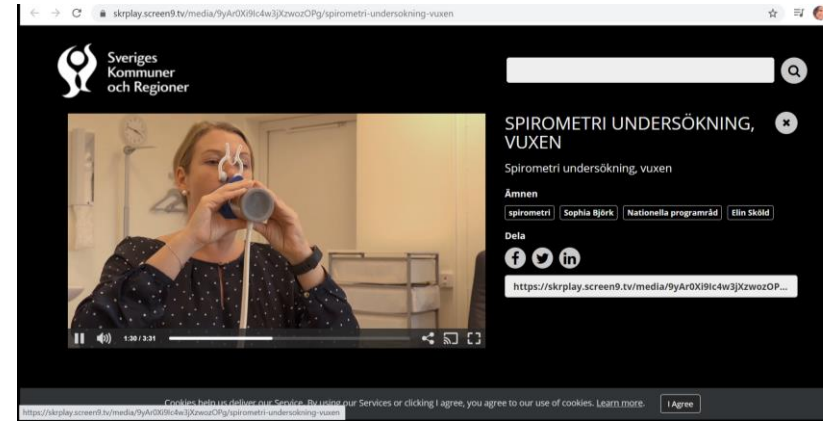 skrplay.screen9.tv/media/9yAr0Xi9Ic4w3jXzwozOPg/spirometri-undersokning-vuxen
Sveriges
Kommuner
och Regioner
SPIROMETRI UNDERSÖKNING,
VUXEN
Spirometri undersökning, vuxen
Ämnen
spirometri Sophia Björk Nationella programråd Elin Sköld
Dela
https://skrplay.screen9.tv/media/9yAr0Xi9Ic4w3jXzwozOP...
1:30 / 3:31
Cookies help us deliver our Service. By using our Services or clicking I agree, you agree to our use of cookies. Learn more. I Agree
https://skrplay.screen9.tv/media/9yAr0Xi9Ic4w3jXzwozOPg/spirometri-undersokning-vuxen